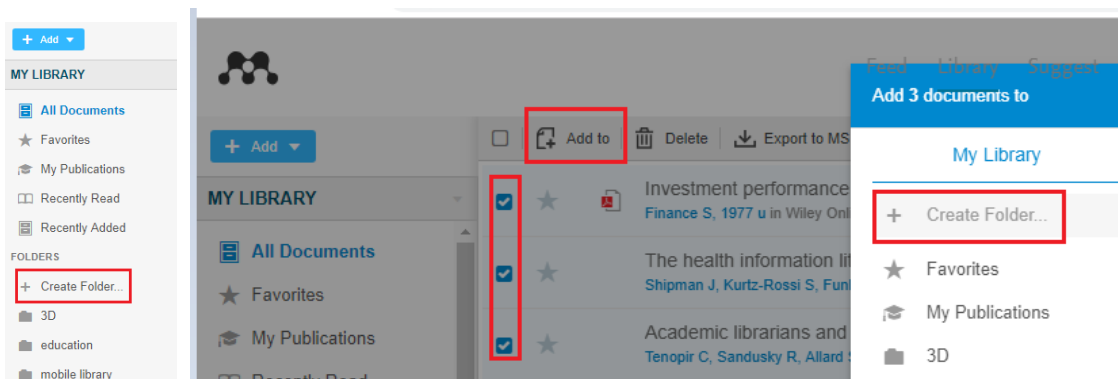 + Add
MY LIBRARY
All Documents
Favorites
My Publications
Recently Read
Recently Added
FOLDERS
+ Create Folder...
3D
education
mobile library
+ Add
MY LIBRARY
All Documents
Favorites
My Publications
Recently Read
Add to
Delete
Export to MS
Investment performance
Finance S, 1977 u in Wiley Onl
The health information lit
Shipman J, Kurtz-Rossi S, Funk
Academic librarians and
Tenopir C, Sandusky R, Allard S
Feed Library Suggest
Add 3 documents to
My Library
+ Create Folder...
Favorites
My Publications
3D